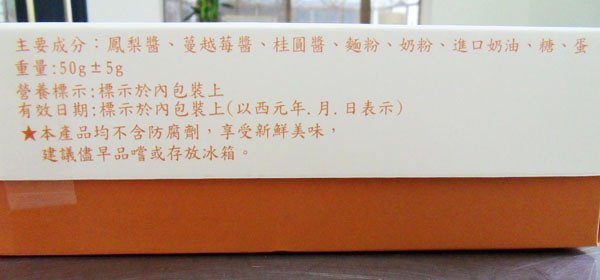 主要成分：鳳梨醬、蔓越莓醬、桂圓醬、麵粉、奶粉、進口奶油、糖、蛋
重量:50g±5g
營養標示:標示於內包裝上
有效日期:標示於內包裝上(以西元年.月.日表示)
★本產品均不含防腐劑，享受新鮮美味，
建議儘早品嚐或存放冰箱。